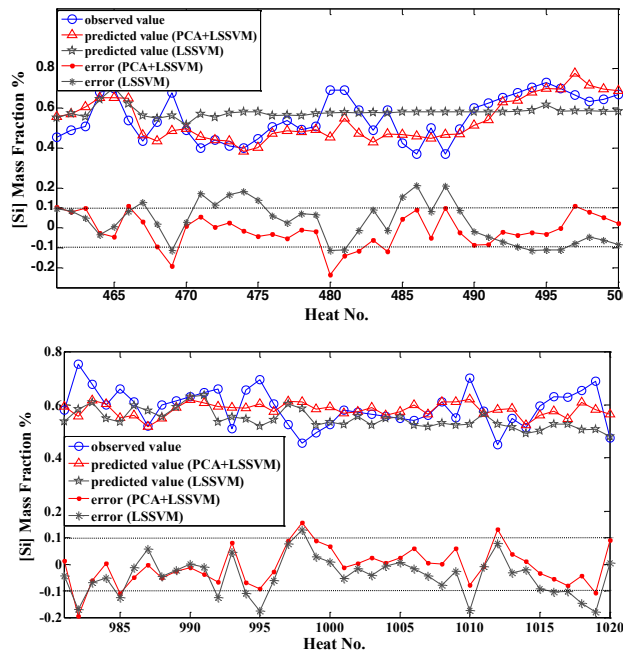 observed value
predicted value (PCA+LSSVM)
predicted value (LSSVM)
error (PCA+LSSVM)
error (LSSVM)
[Si] Mass Fraction %
0.8
0.6
0.4
0.2
0.1
0
-0.1
-0.2
465 470 475 480 485 490 495 500
Heat No.
[Si] Mass Fraction %
0.8
0.6
0.4
observed value
predicted value (PCA+LSSVM)
predicted value (LSSVM)
error (PCA+LSSVM)
error (LSSVM)
0.2
0.1
0
-0.1
-0.2
985 990 995 1000 1005 1010 1015 1020
Heat No.